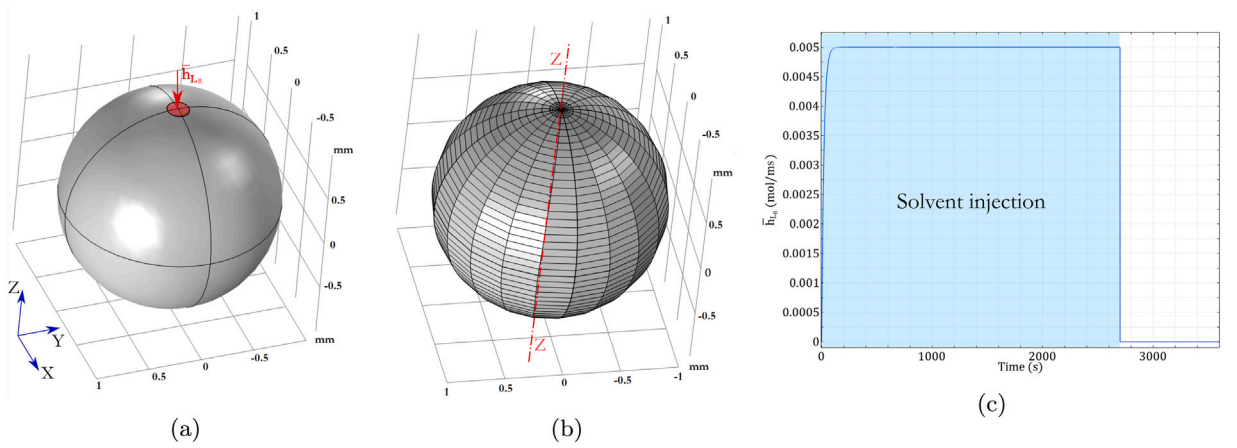 1
0.5
0
-0.5
mm
0.5
0
-0.5
mm
-0.5
0
0.5
1
h̅_{L_R}
Z
Y
X
(a)
1
0.5
0
-0.5
mm
0.5
0
-0.5
mm
-1
-0.5
0
0.5
1
Z
Z
(b)
0.005
0.0045
0.004
0.0035
0.003
0.0025
0.002
0.0015
0.001
0.0005
0
h̅_{L_R} (mol/ms)
Solvent injection
0
1000
2000
3000
Time (s)
(c)